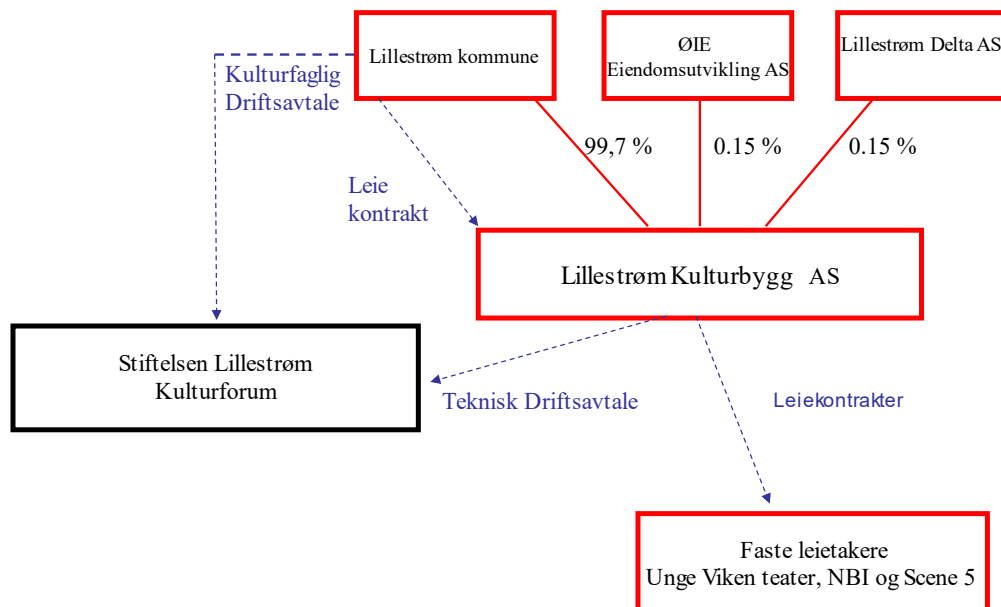 Lillestrøm kommune
ØIE
Eiendomsutvikling AS
Lillestrøm Delta AS
Kulturfaglig
Driftsavtale
99,7 %
0.15 %
0.15 %
Leie
kontrakt
Lillestrøm Kulturbygg AS
Stiftelsen Lillestrøm
Kulturforum
Teknisk Driftsavtale
Leiekontrakter
Faste leietakere
Unge Viken teater, NBI og Scene 5